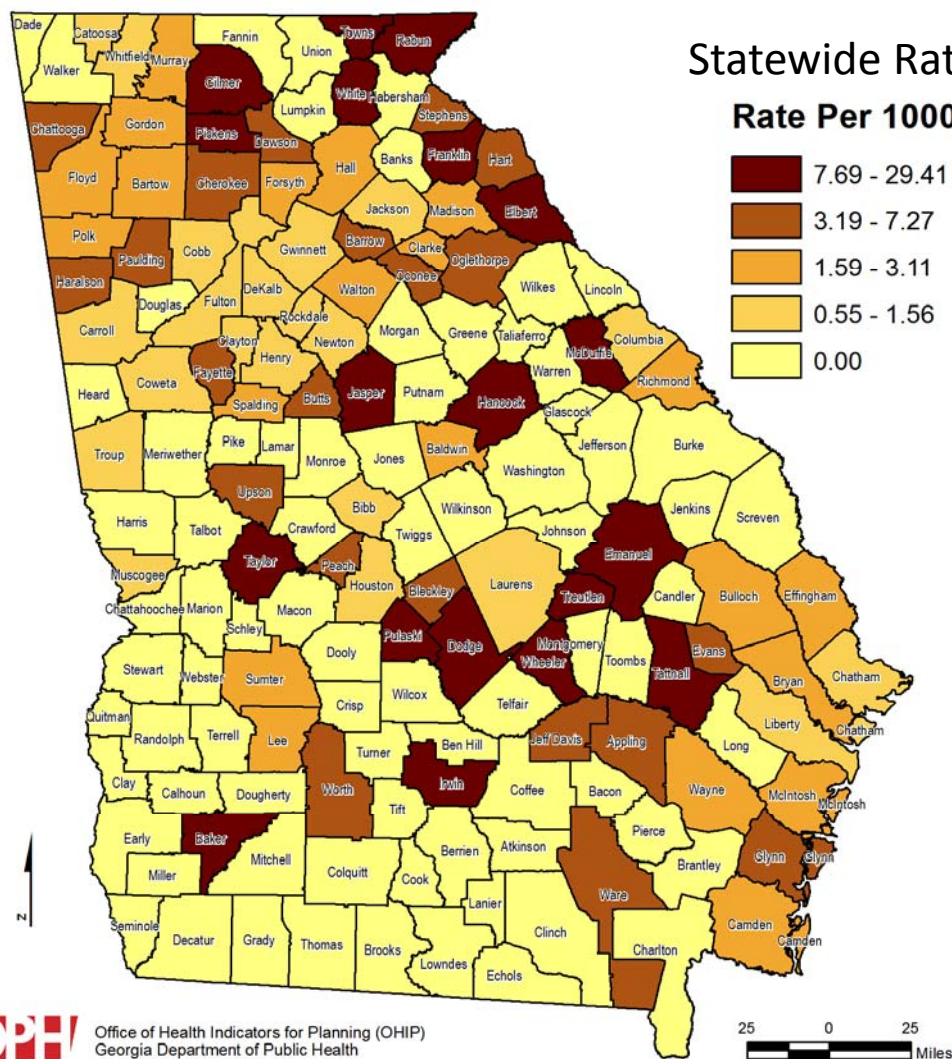 Statewide Rat
Rate Per 1000
7.69 - 29.41
3.19 - 7.27
1.59 - 3.11
0.55 - 1.56
0.00
Dade
Catoosa
Whitfield
Murray
Fannin
Union
Towns
Rabun
Walker
Gilmer
Lumpkin
White
Habersham
Stephens
Chattooga
Gordon
Pickens
Dawson
Hall
Banks
Franklin
Hart
Floyd
Bartow
Cherokee
Forsyth
Jackson
Madison
Elbert
Polk
Paulding
Cobb
Gwinnett
Barrow
Clarke
Oconee
Oglethorpe
Wilkes
Lincoln
Haralson
Douglas
Fulton
DeKalb
Walton
Rockdale
Newton
Morgan
Greene
Taliaferro
McDuffie
Columbia
Carroll
Clayton
Henry
Warren
Richmond
Heard
Coweta
Fayette
Spalding
Butts
Jasper
Putnam
Hancock
Glascock
Troup
Meriwether
Pike
Lamar
Monroe
Jones
Baldwin
Washington
Jefferson
Burke
Upson
Bibb
Wilkinson
Jenkins
Screven
Harris
Talbot
Crawford
Twiggs
Johnson
Emanuel
Taylor
Peach
Houston
Bleckley
Laurens
Treutlen
Candler
Bulloch
Effingham
Muscogee
Chattahoochee
Marion
Macon
Schley
Pulaski
Dodge
Wheeler
Montgomery
Toombs
Tattnall
Evans
Bryan
Chatham
Stewart
Webster
Sumter
Dooly
Crisp
Wilcox
Telfair
Liberty
Chatham
Quitman
Randolph
Terrell
Lee
Turner
Ben Hill
Jeff Davis
Appling
Long
Clay
Calhoun
Dougherty
Worth
Irwin
Coffee
Bacon
Wayne
McIntosh
McIntosh
Early
Baker
Tift
Pierce
Miller
Mitchell
Berrien
Atkinson
Brantley
Glynn
Glynn
Colquitt
Cook
Lanier
Ware
Seminole
Decatur
Grady
Thomas
Brooks
Lowndes
Echols
Clinch
Charlton
Camden
Camden
z
DPH
Office of Health Indicators for Planning (OHIP)
Georgia Department of Public Health
25 0 25
Miles